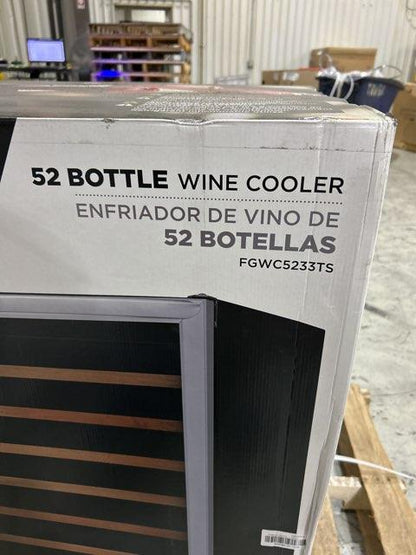 52 BOTTLE WINE COOLER
ENFRIADOR DE VINO DE
52 BOTELLAS
FGWC5233TS